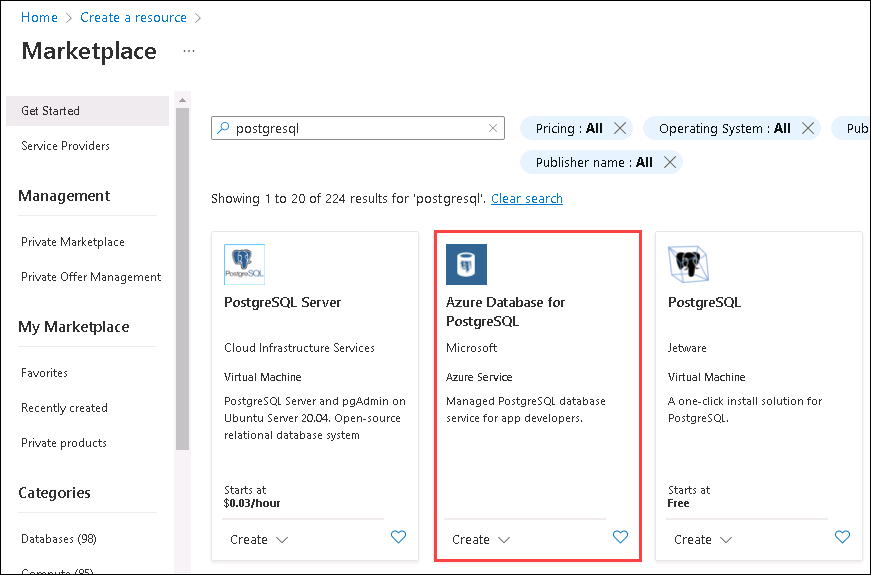 Home > Create a resource >
Marketplace ...
Get Started
Service Providers
Management
Private Marketplace
Private Offer Management
My Marketplace
Favorites
Recently created
Private products
Categories
Databases (98)
Compute (85)
postgresql
Pricing : All
Operating System : All
Pub
Publisher name : All
Showing 1 to 20 of 224 results for 'postgresql'. Clear search
PostgreSQL
PostgreSQL Server
Cloud Infrastructure Services
Virtual Machine
PostgreSQL Server and pgAdmin on
Ubuntu Server 20.04. Open-source
relational database system
Starts at
$0.03/hour
Create
Azure Database for
PostgreSQL
Microsoft
Azure Service
Managed PostgreSQL database
service for app developers.
Create
PostgreSQL
Jetware
Virtual Machine
A one-click install solution for
PostgreSQL.
Starts at
Free
Create